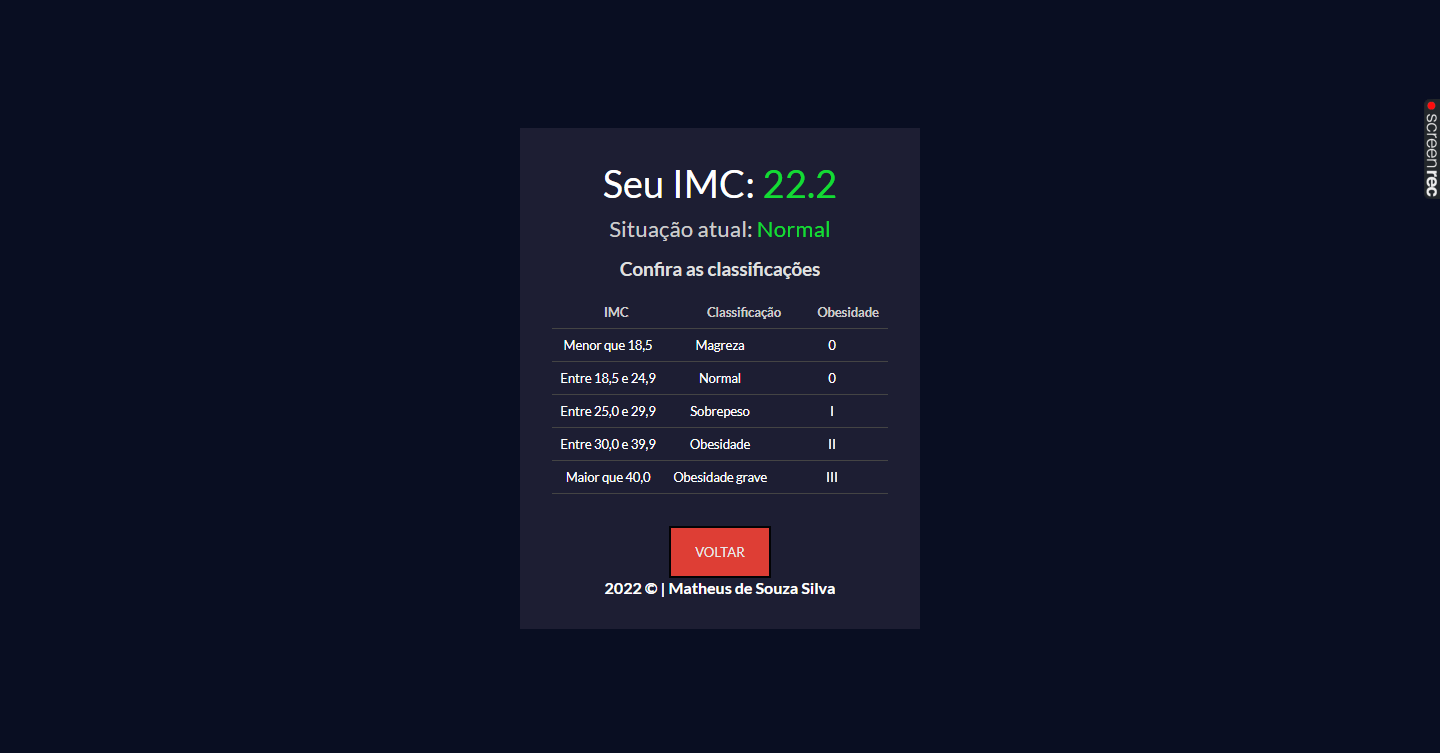 Seu IMC: 22.2
Situação atual: Normal
Confira as classificações
IMC Classificação Obesidade
Menor que 18,5 Magreza 0
Entre 18,5 e 24,9 Normal 0
Entre 25,0 e 29,9 Sobrepeso I
Entre 30,0 e 39,9 Obesidade II
Maior que 40,0 Obesidade grave III
VOLTAR
2022 © | Matheus de Souza Silva
screenrec